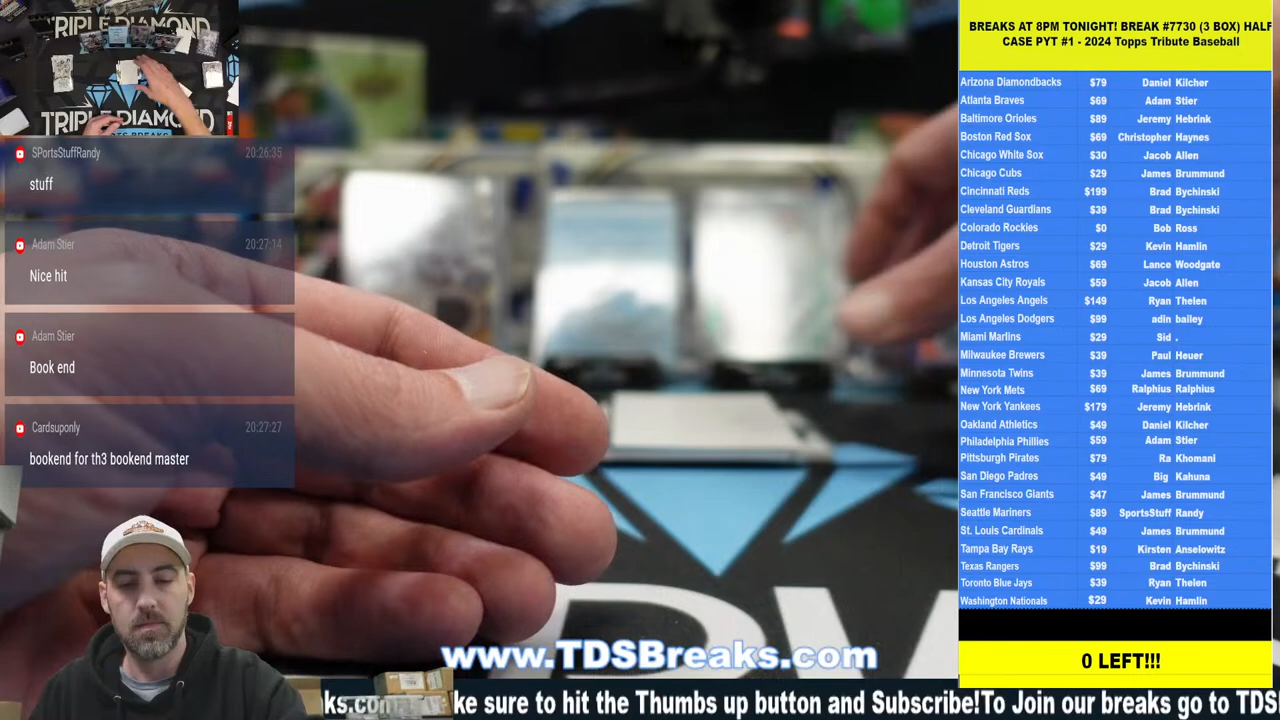 TRIPLE DIAMOND
TRIPLE DIAMOND
SPortsStuffRandy 20:26:35
stuff
Adam Stier 20:27:14
Nice hit
Adam Stier
Book end
Cardsuponly 20:27:27
bookend for th3 bookend master
www.TDSBreaks.com
ks.com ke sure to hit the Thumbs up button and Subscribe!To Join our breaks go to TDS
BREAKS AT 8PM TONIGHT! BREAK #7730 (3 BOX) HALF
CASE PYT #1 - 2024 Topps Tribute Baseball
Arizona Diamondbacks $79 Daniel Kilcher
Atlanta Braves $69 Adam Stier
Baltimore Orioles $89 Jeremy Hebrink
Boston Red Sox $69 Christopher Haynes
Chicago White Sox $30 Jacob Allen
Chicago Cubs $29 James Brummund
Cincinnati Reds $199 Brad Bychinski
Cleveland Guardians $39 Brad Bychinski
Colorado Rockies $0 Bob Ross
Detroit Tigers $29 Kevin Hamlin
Houston Astros $69 Lance Woodgate
Kansas City Royals $59 Jacob Allen
Los Angeles Angels $149 Ryan Thelen
Los Angeles Dodgers $99 adin bailey
Miami Marlins $29 Sid .
Milwaukee Brewers $39 Paul Heuer
Minnesota Twins $39 James Brummund
New York Mets $69 Ralphius Ralphius
New York Yankees $179 Jeremy Hebrink
Oakland Athletics $49 Daniel Kilcher
Philadelphia Phillies $59 Adam Stier
Pittsburgh Pirates $79 Ra Khomani
San Diego Padres $49 Big Kahuna
San Francisco Giants $47 James Brummund
Seattle Mariners $89 SportsStuff Randy
St. Louis Cardinals $49 James Brummund
Tampa Bay Rays $19 Kirsten Anselowitz
Texas Rangers $99 Brad Bychinski
Toronto Blue Jays $39 Ryan Thelen
Washington Nationals $29 Kevin Hamlin
0 LEFT!!!